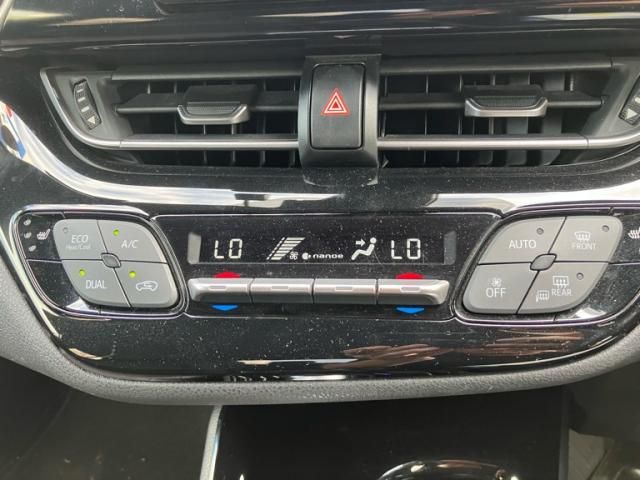 LO nanoe LO
ECO
Heat/Cool
A/C
DUAL
AUTO
FRONT
OFF
REAR